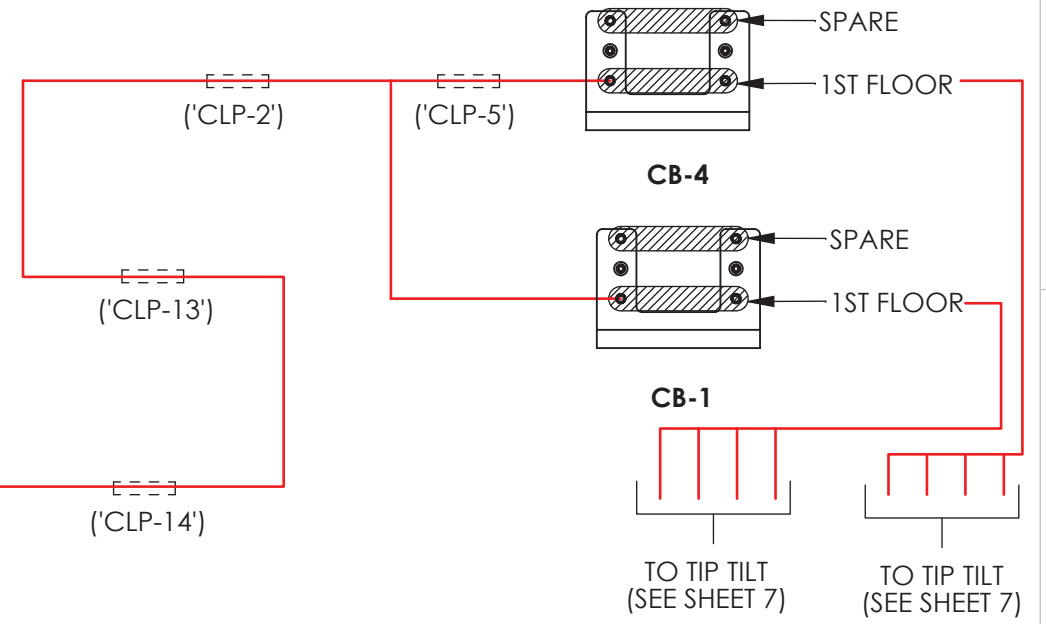 SPARE
('CLP-2')
('CLP-5')
1ST FLOOR
CB-4
SPARE
('CLP-13')
1ST FLOOR
CB-1
('CLP-14')
TO TIP TILT
(SEE SHEET 7)
TO TIP TILT
(SEE SHEET 7)